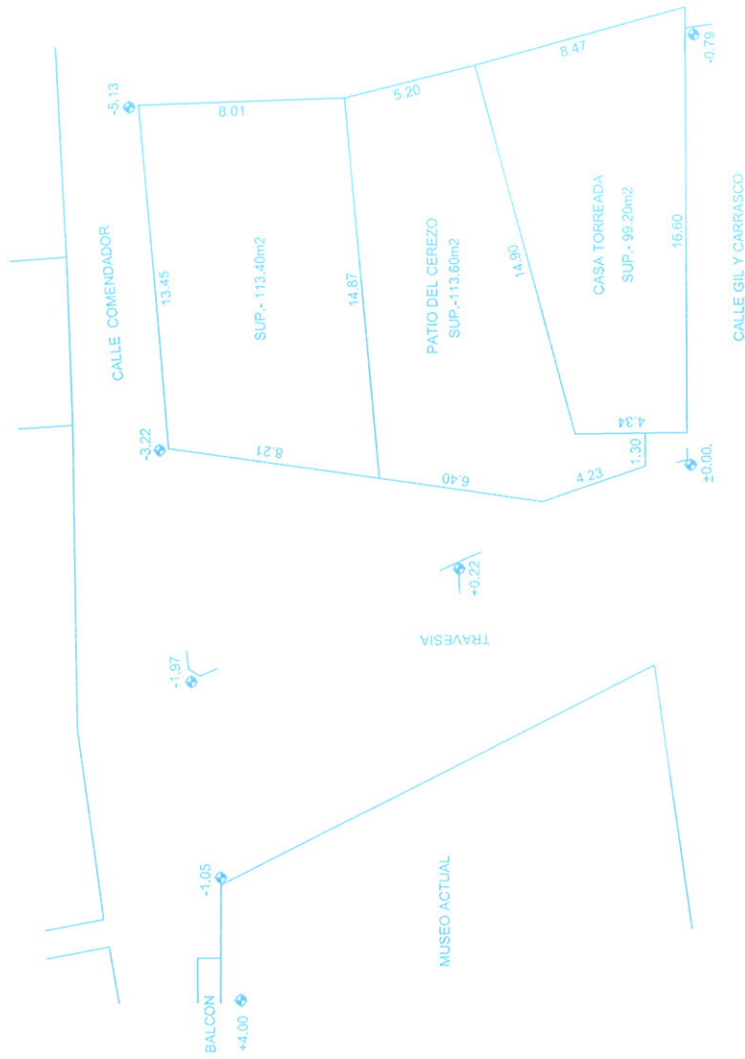 CALLE COMENDADOR
-5.13
-3.22
13.45
8.01
SUP.- 113.40m2
8.21
14.87
5.20
PATIO DEL CEREZO
SUP.-113.60m2
6.40
14.90
8.47
4.23
CASA TORREADA
SUP.- 99.20m2
4.34
1.30
16.60
-0.79
±0.00.
CALLE GIL Y CARRASCO
+0.22
TRAVESIA
-1.97
-1.05
BALCON
+4.00
MUSEO ACTUAL